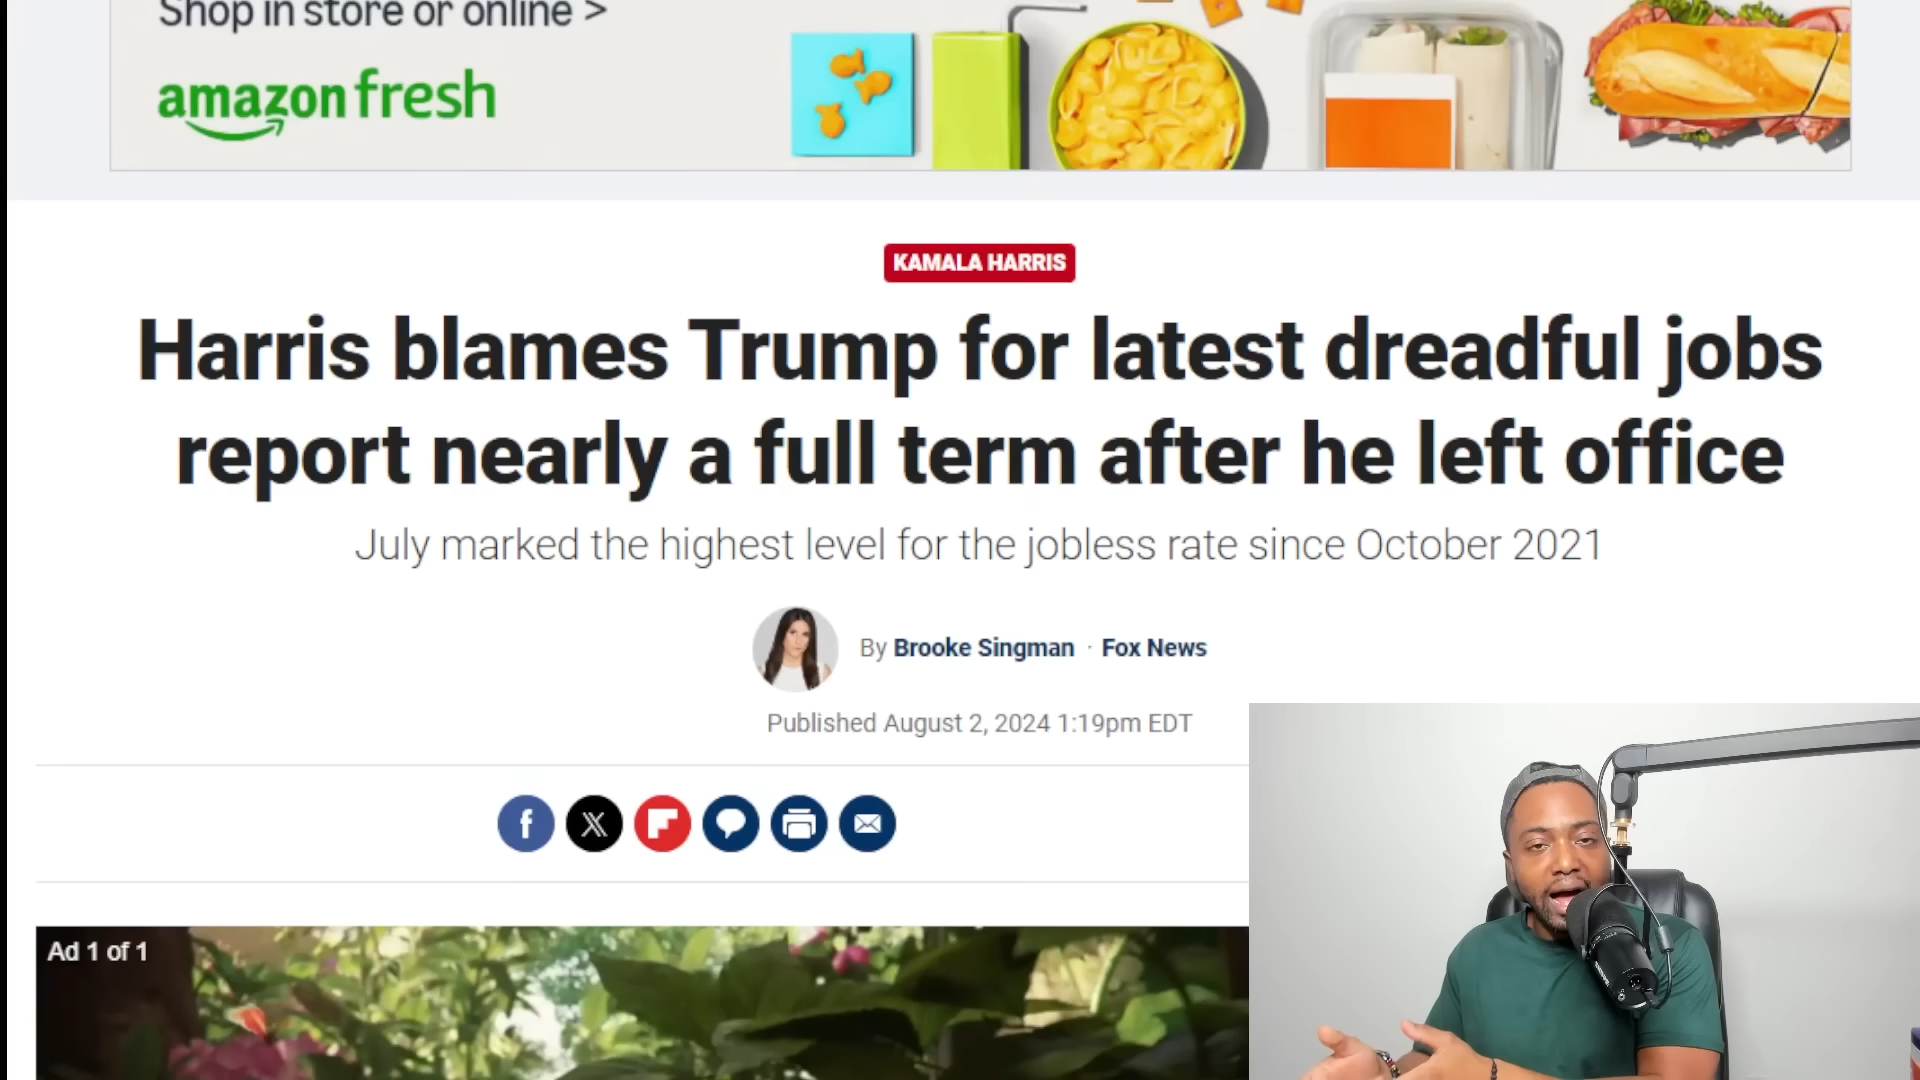 Shop in store or online >
amazon fresh
KAMALA HARRIS
Harris blames Trump for latest dreadful jobs
report nearly a full term after he left office
July marked the highest level for the jobless rate since October 2021
By Brooke Singman · Fox News
Published August 2, 2024 1:19pm EDT
Ad 1 of 1